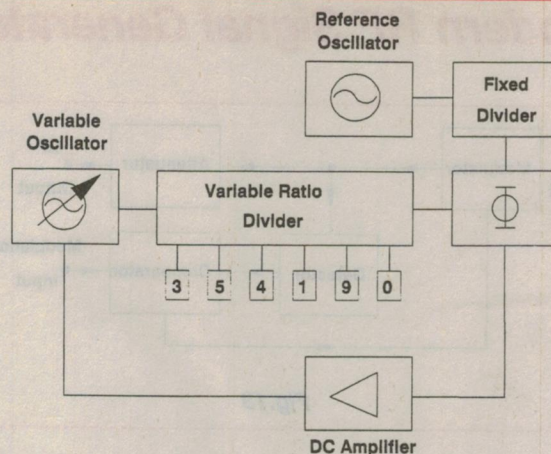 Reference
Oscillator
Fixed
Divider
Variable
Oscillator
Variable Ratio
Divider
3 5 4 1 9 0
DC Amplifier